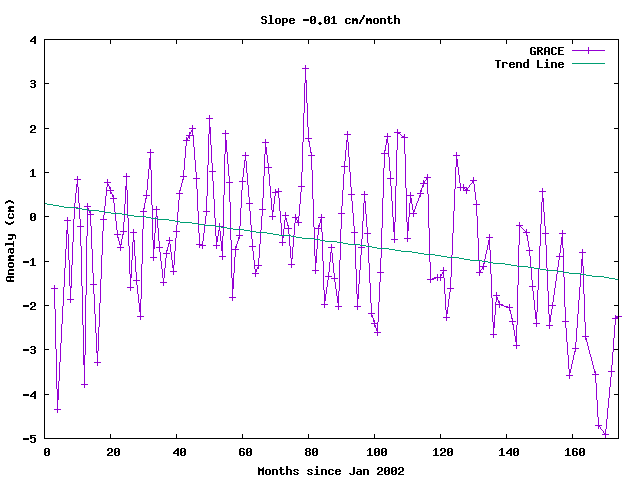 Slope -0.01 cm/month
GRACE
Trend Line
4
3
2
1
0
-1
-2
-3
-4
-5
Anomaly (cm)
0 20 40 60 80 100 120 140 160
Months since Jan 2002